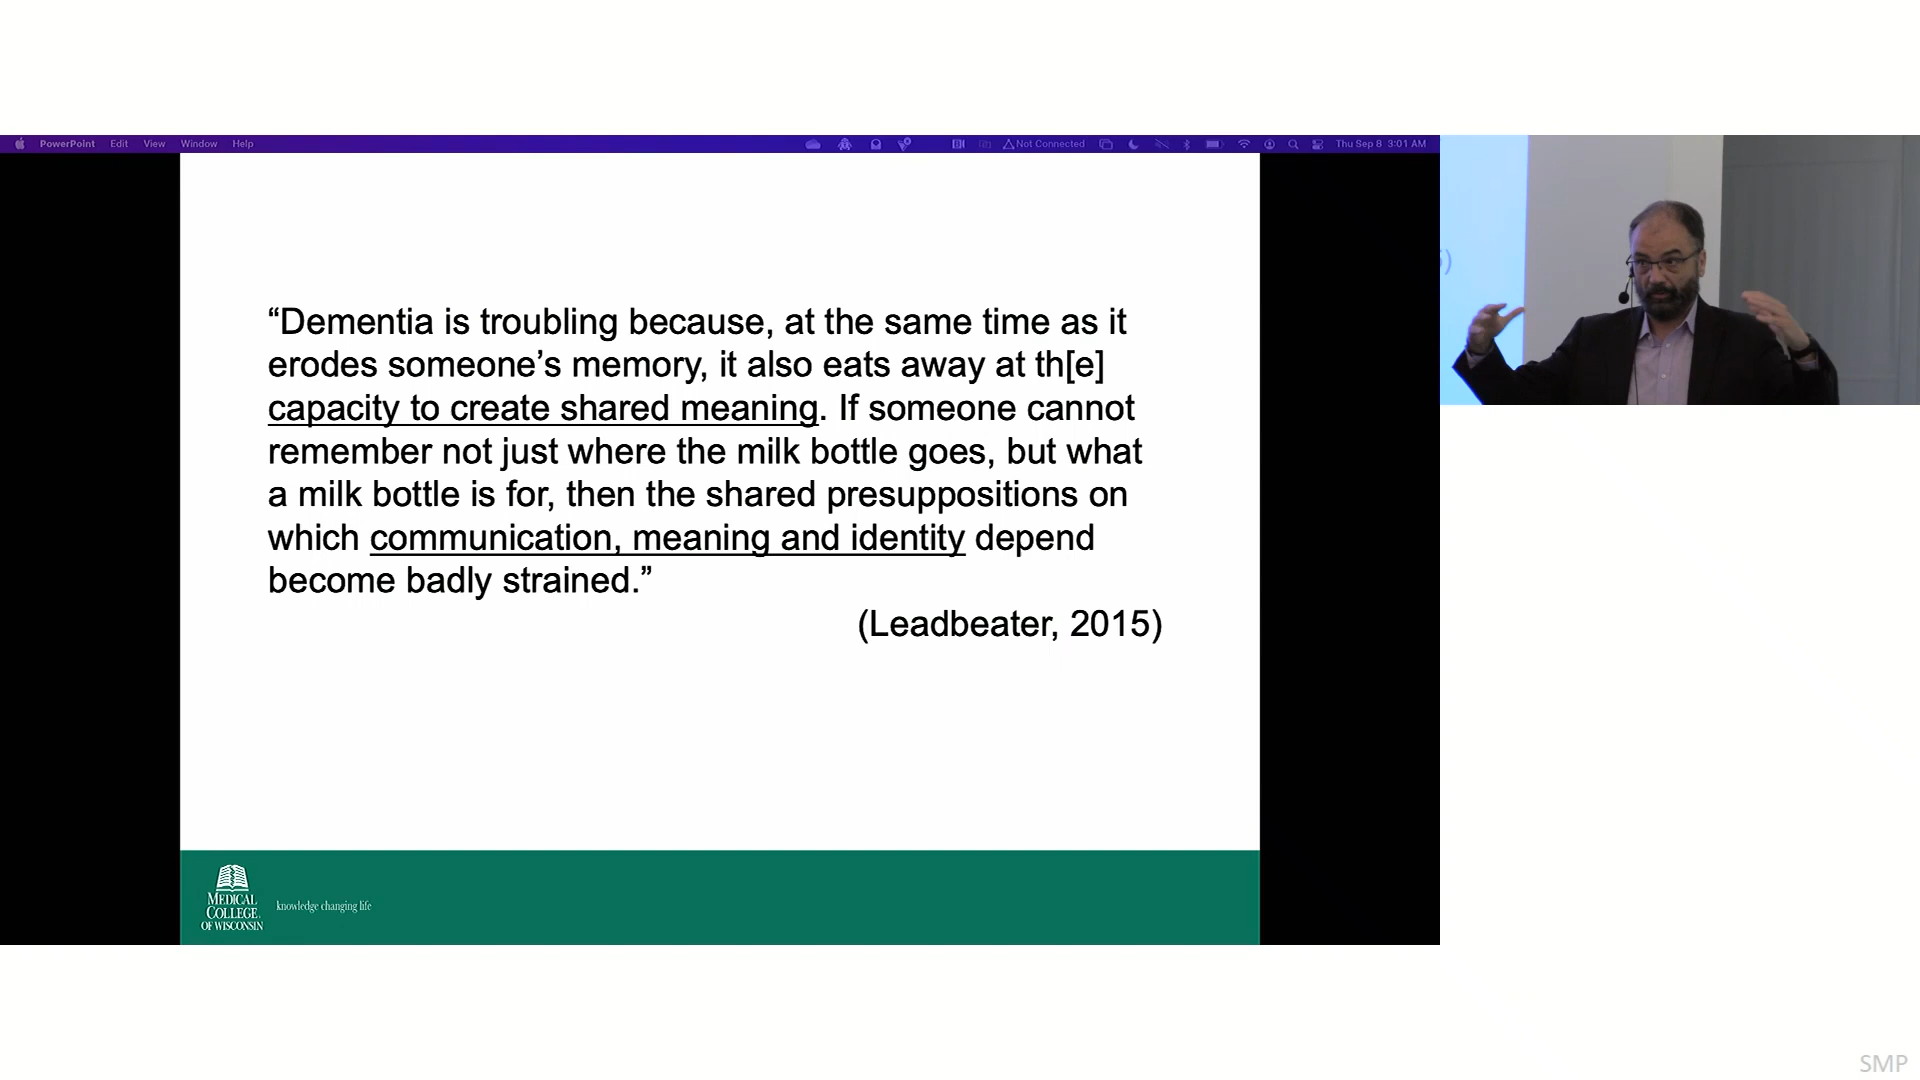 PowerPoint Edit View Window Help
Not Connected
Thu Sep 8 3:01 AM
“Dementia is troubling because, at the same time as it
erodes someone’s memory, it also eats away at th[e]
capacity to create shared meaning. If someone cannot
remember not just where the milk bottle goes, but what
a milk bottle is for, then the shared presuppositions on
which communication, meaning and identity depend
become badly strained.”
(Leadbeater, 2015)
MEDICAL
COLLEGE
OF WISCONSIN
knowledge changing life
)
SMP